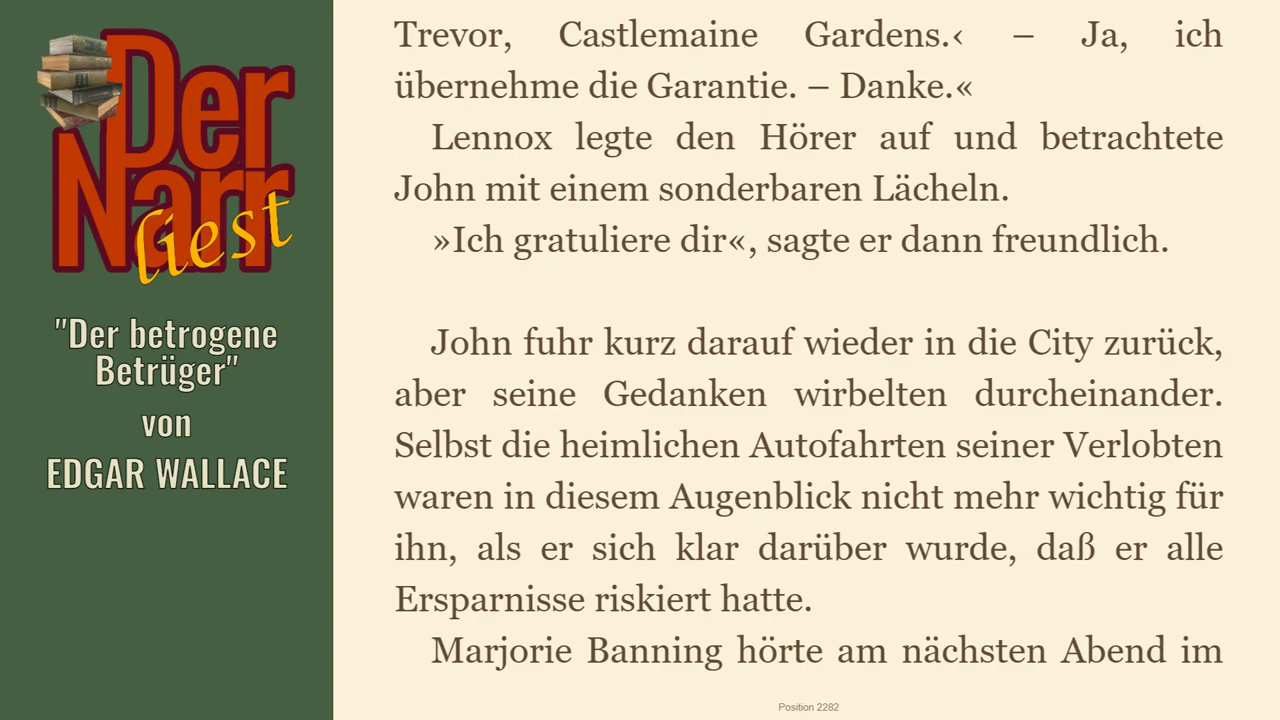 Der
Narr
liest
"Der betrogene
Betrüger"
von
EDGAR WALLACE
Trevor, Castlemaine Gardens.‹ – Ja, ich
übernehme die Garantie. – Danke.«
Lennox legte den Hörer auf und betrachtete
John mit einem sonderbaren Lächeln.
»Ich gratuliere dir«, sagte er dann freundlich.
John fuhr kurz darauf wieder in die City zurück,
aber seine Gedanken wirbelten durcheinander.
Selbst die heimlichen Autofahrten seiner Verlobten
waren in diesem Augenblick nicht mehr wichtig für
ihn, als er sich klar darüber wurde, daß er alle
Ersparnisse riskiert hatte.
Marjorie Banning hörte am nächsten Abend im
Position 2282